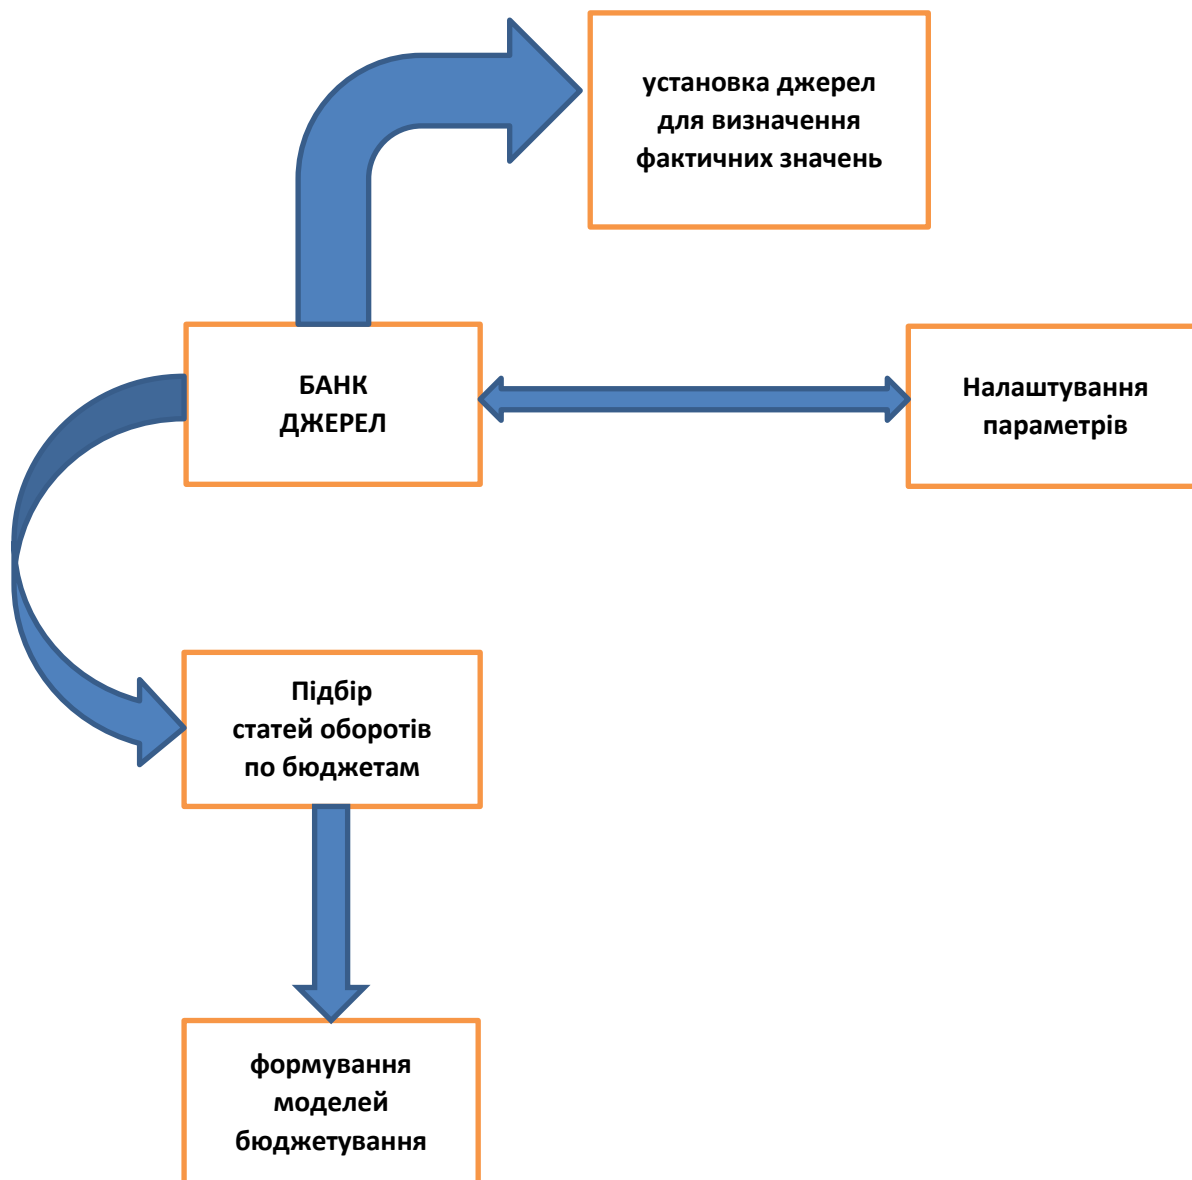 установка джерел
для визначення
фактичних значень
БАНК
ДЖЕРЕЛ
Налаштування
параметрів
Підбір
статей оборотів
по бюджетам
формування
моделей
бюджетування